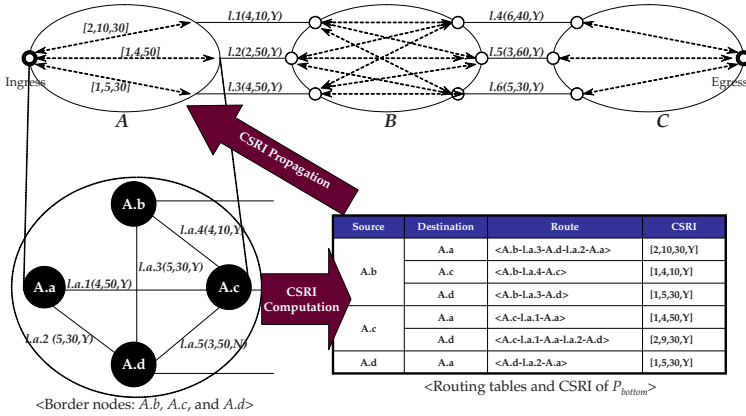 [2,10,30]
l.1(4,10,Y)
l.4(6,40,Y)
[1,4,50]
l.2(2,50,Y)
l.5(3,60,Y)
Ingress
Egress
[1,5,30]
l.3(4,50,Y)
l.6(5,30,Y)
A
B
C
CSRI Propagation
A.b
l.a.4(4,10,Y)
l.a.3(5,30,Y)
A.a
l.a.1(4,50,Y)
A.c
l.a.2 (5,30,Y)
l.a.5(3,50,N)
A.d
<Border nodes: A.b, A.c, and A.d>
CSRI
Computation
Source Destination Route CSRI
A.b A.a <A.b-l.a.3-A.d-l.a.2-A.a> [2,10,30,Y]
A.c <A.b-l.a.4-A.c> [1,4,10,Y]
A.d <A.b-l.a.3-A.d> [1,5,30,Y]
A.c A.a <A.c-l.a.1-A.a> [1,4,50,Y]
A.d <A.c-l.a.1-A.a-l.a.2-A.d> [2,9,30,Y]
A.d A.a <A.d-l.a.2-A.a> [1,5,30,Y]
<Routing tables and CSRI of Pbottom>